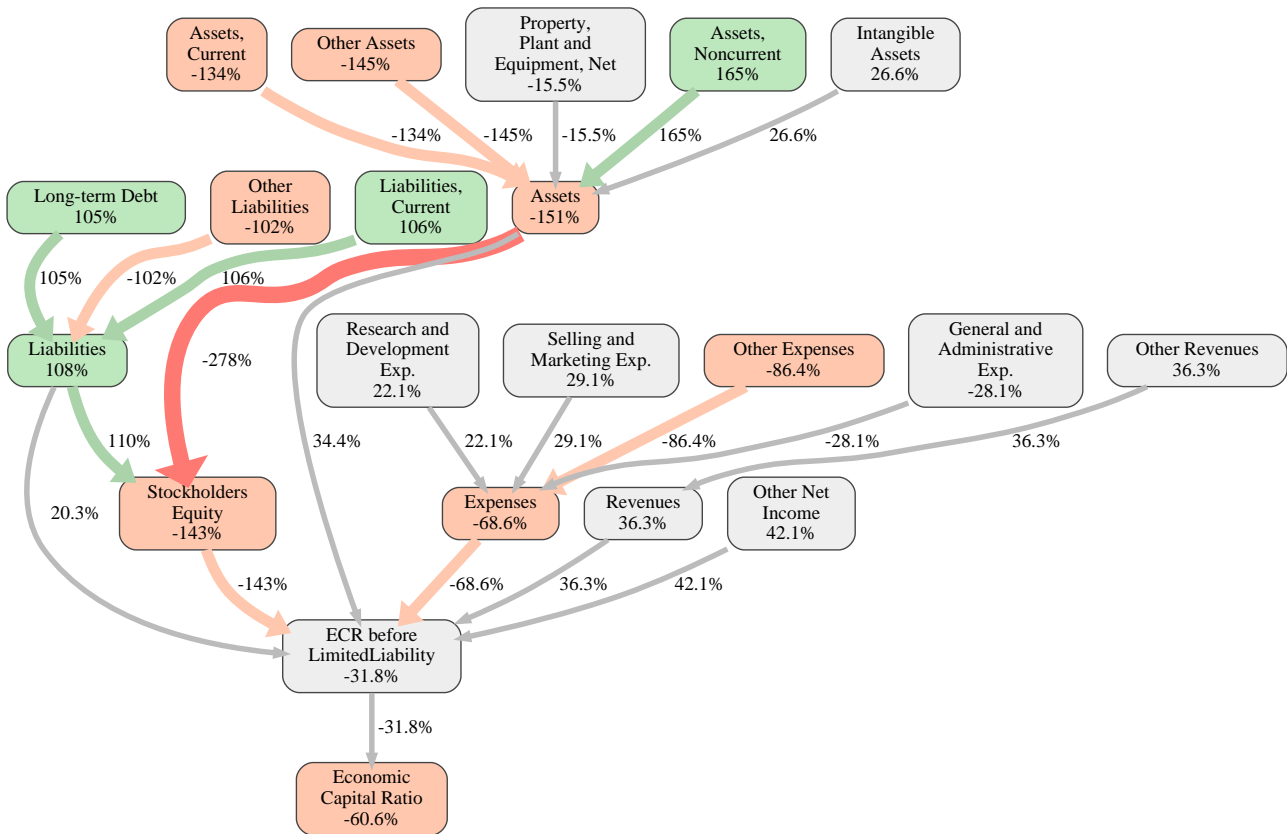 Assets,
Current
-134%
Other Assets
-145%
Property,
Plant and
Equipment, Net
-15.5%
Assets,
Noncurrent
165%
Intangible
Assets
26.6%
-134%
-145%
-15.5%
165%
26.6%
Long-term Debt
105%
Other
Liabilities
-102%
Liabilities,
Current
106%
Assets
-151%
105%
-102%
106%
Liabilities
108%
-278%
Research and
Development
Exp.
22.1%
Selling and
Marketing Exp.
29.1%
Other Expenses
-86.4%
General and
Administrative
Exp.
-28.1%
Other Revenues
36.3%
110%
34.4%
22.1%
29.1%
-86.4%
-28.1%
36.3%
20.3%
Stockholders
Equity
-143%
Expenses
-68.6%
Revenues
36.3%
Other Net
Income
42.1%
-143%
-68.6%
36.3%
42.1%
ECR before
LimitedLiability
-31.8%
-31.8%
Economic
Capital Ratio
-60.6%